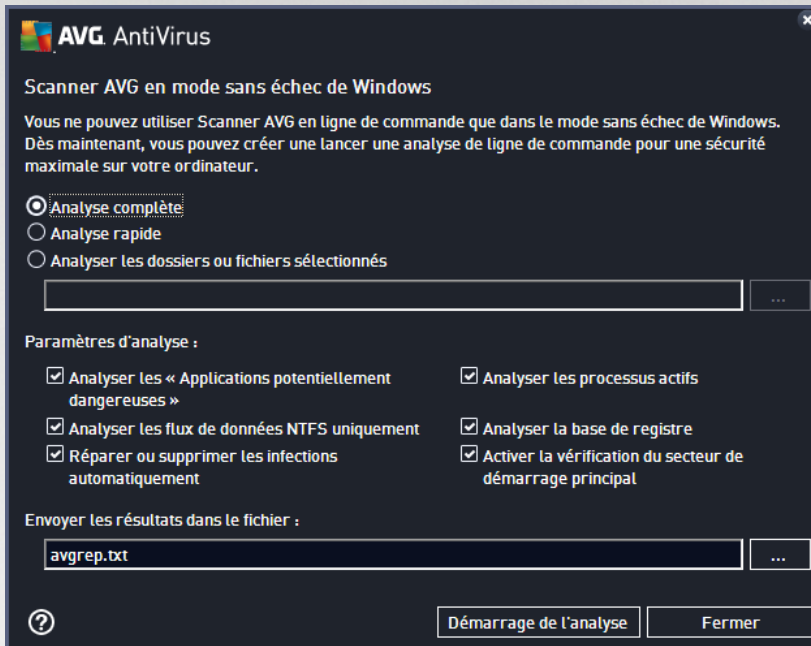 AVG. AntiVirus
Scanner AVG en mode sans échec de Windows
Vous ne pouvez utiliser Scanner AVG en ligne de commande que dans le mode sans échec de Windows.
Dès maintenant, vous pouvez créer une lancer une analyse de ligne de commande pour une sécurité
maximale sur votre ordinateur.
Analyse complète
Analyse rapide
Analyser les dossiers ou fichiers sélectionnés
...
Paramètres d'analyse :
Analyser les « Applications potentiellement
dangereuses »
Analyser les processus actifs
Analyser les flux de données NTFS uniquement
Analyser la base de registre
Réparer ou supprimer les infections
automatiquement
Activer la vérification du secteur de
démarrage principal
Envoyer les résultats dans le fichier :
avgrep.txt
...
?
Démarrage de l'analyse
Fermer